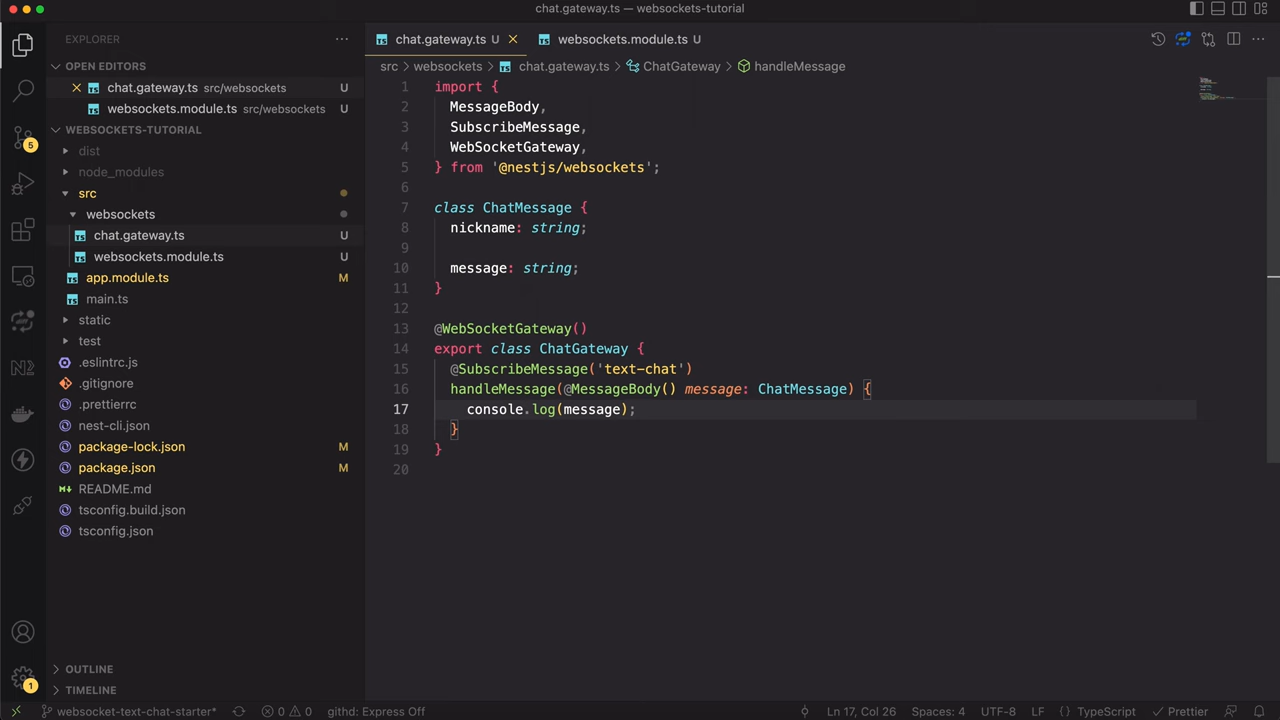 chat.gateway.ts — websockets-tutorial
EXPLORER
chat.gateway.ts U
websockets.module.ts U
OPEN EDITORS
chat.gateway.ts src/websockets U
websockets.module.ts src/websockets U
WEBSOCKETS-TUTORIAL
dist
node_modules
src
websockets
chat.gateway.ts U
websockets.module.ts U
app.module.ts M
main.ts
static
test
.eslintrc.js
.gitignore
.prettierrc
nest-cli.json
package-lock.json M
package.json M
README.md
tsconfig.build.json
tsconfig.json
OUTLINE
TIMELINE
5
1
src > websockets > chat.gateway.ts > ChatGateway > handleMessage
1 import {
2 MessageBody,
3 SubscribeMessage,
4 WebSocketGateway,
5 } from '@nestjs/websockets';
6
7 class ChatMessage {
8 nickname: string;
9
10 message: string;
11 }
12
13 @WebSocketGateway()
14 export class ChatGateway {
15 @SubscribeMessage('text-chat')
16 handleMessage(@MessageBody() message: ChatMessage) {
17 console.log(message);
18 }
19 }
20
websocket-text-chat-starter* 0 0 githd: Express Off Ln 17, Col 26 Spaces: 4 UTF-8 LF {} TypeScript Prettier